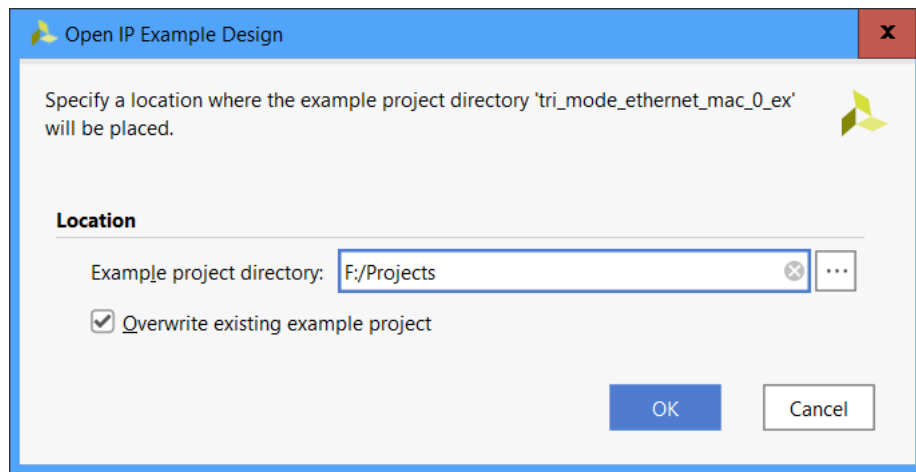 Open IP Example Design
x
Specify a location where the example project directory 'tri_mode_ethernet_mac_0_ex'
will be placed.
Location
Example project directory: F:/Projects ...
Overwrite existing example project
OK Cancel